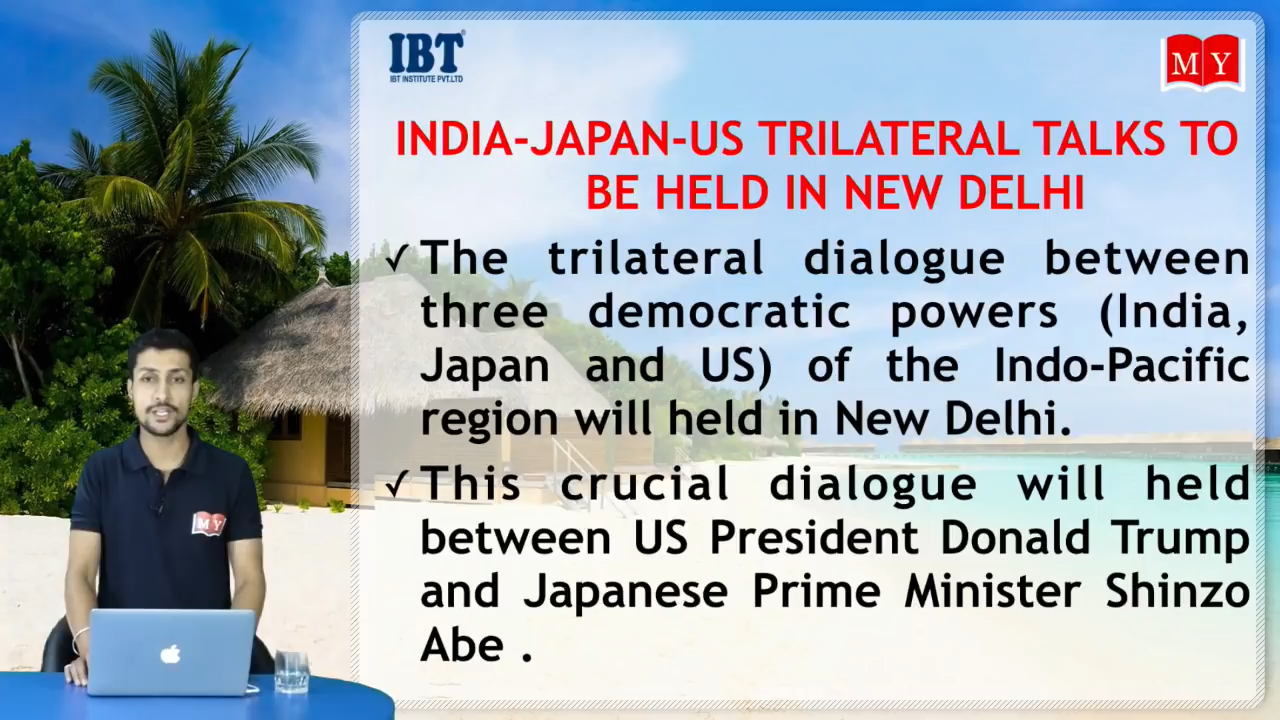 IBT
IBT INSTITUTE PVT.LTD
M Y
INDIA-JAPAN-US TRILATERAL TALKS TO
BE HELD IN NEW DELHI
✓ The trilateral dialogue between
three democratic powers (India,
Japan and US) of the Indo-Pacific
region will held in New Delhi.
✓ This crucial dialogue will held
between US President Donald Trump
and Japanese Prime Minister Shinzo
Abe .
M Y